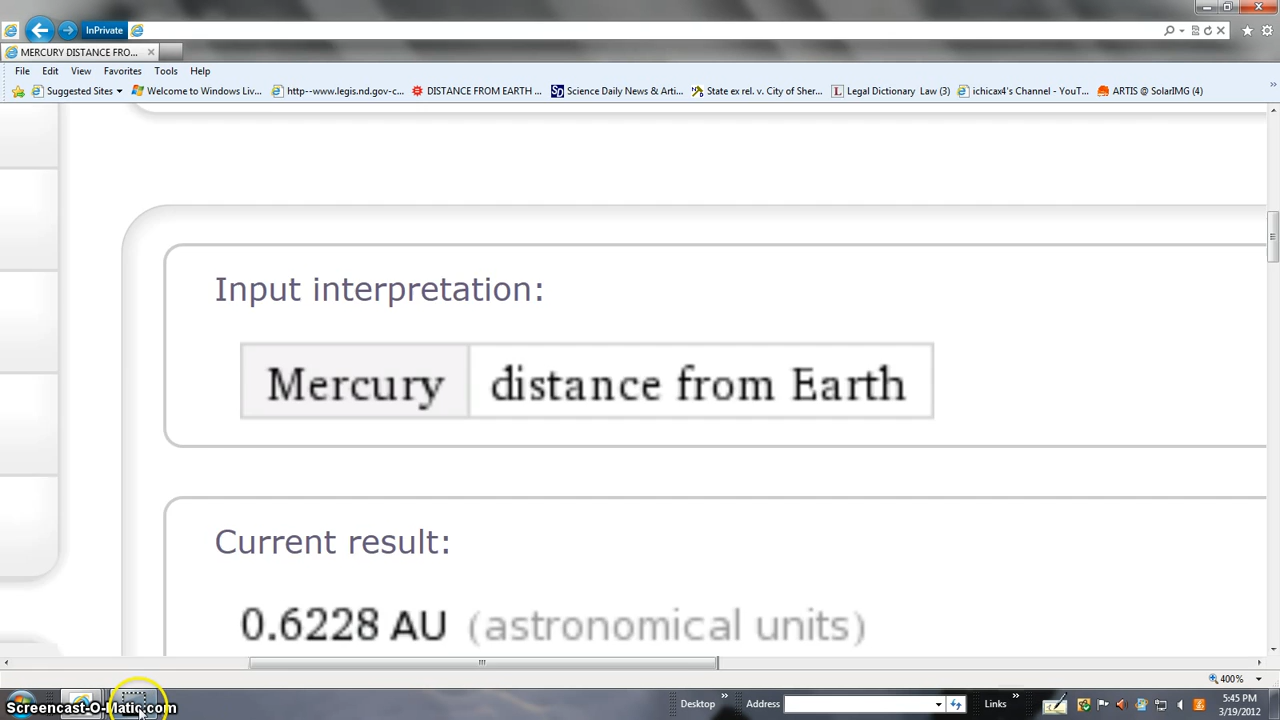 InPrivate
MERCURY DISTANCE FRO...
File Edit View Favorites Tools Help
Suggested Sites Welcome to Windows Liv... http--www.legis.nd.gov-c... DISTANCE FROM EARTH ... Science Daily News & Arti... State ex rel. v. City of Sher... Legal Dictionary Law (3) ichicax4's Channel - YouT... ARTIS @ SolarIMG (4)
Input interpretation:
Mercury distance from Earth
Current result:
0.6228 AU (astronomical units)
400%
Screencast-O-Matic.com Desktop Address Links 5:45 PM
3/19/2012